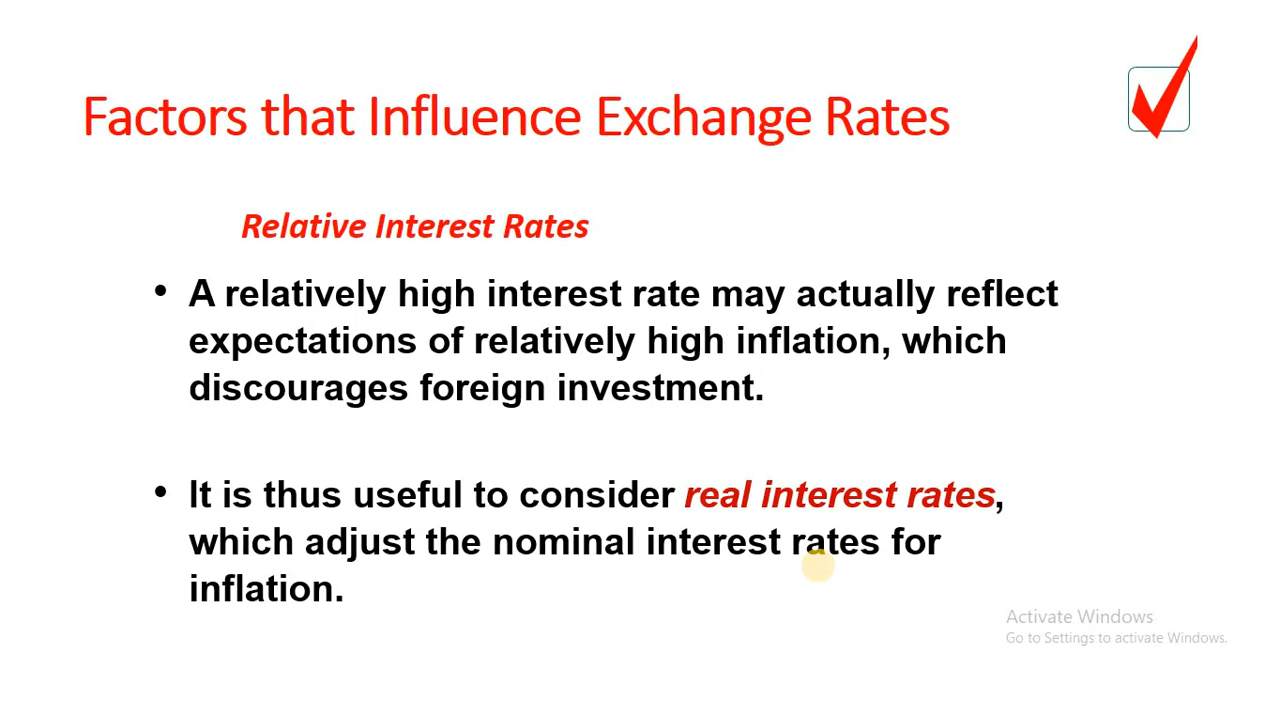 Factors that Influence Exchange Rates
Relative Interest Rates
• A relatively high interest rate may actually reflect
expectations of relatively high inflation, which
discourages foreign investment.
• It is thus useful to consider real interest rates,
which adjust the nominal interest rates for
inflation.
Activate Windows
Go to Settings to activate Windows.